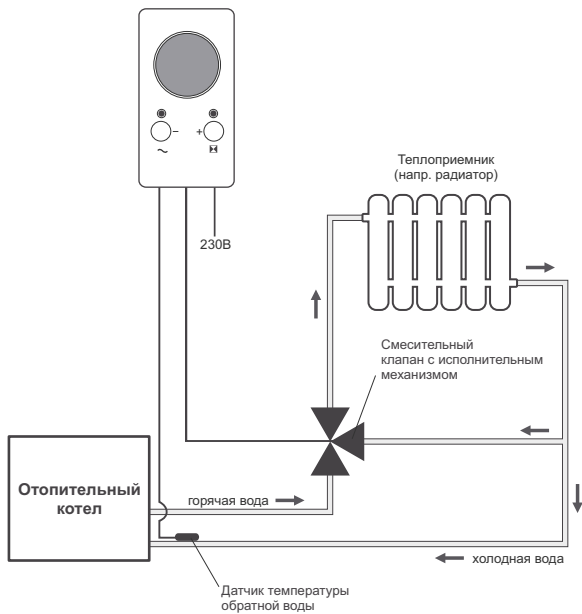 − +
230В
Теплоприемник
(напр. радиатор)
Смесительный
клапан с исполнительным
механизмом
Отопительный
котел
горячая вода
холодная вода
Датчик температуры
обратной воды